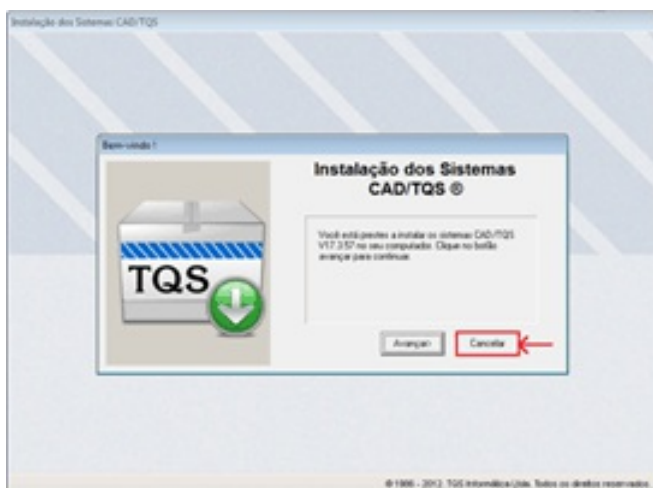 Instalação dos Sistemas CAD/TQS
Bem-vindo !
Instalação dos Sistemas
CAD/TQS ®
Você está prestes a instalar os sistemas CAD/TQS
V17.3.57 no seu computador. Clique no botão
avançar para continuar.
TQS
Avançar>
Cancelar
© 1986 - 2012 TQS Informática Ltda. Todos os direitos reservados.